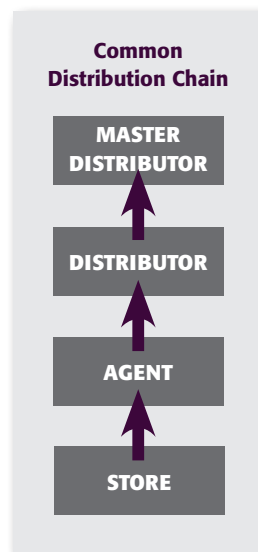 Common
Distribution Chain
MASTER
DISTRIBUTOR
DISTRIBUTOR
AGENT
STORE